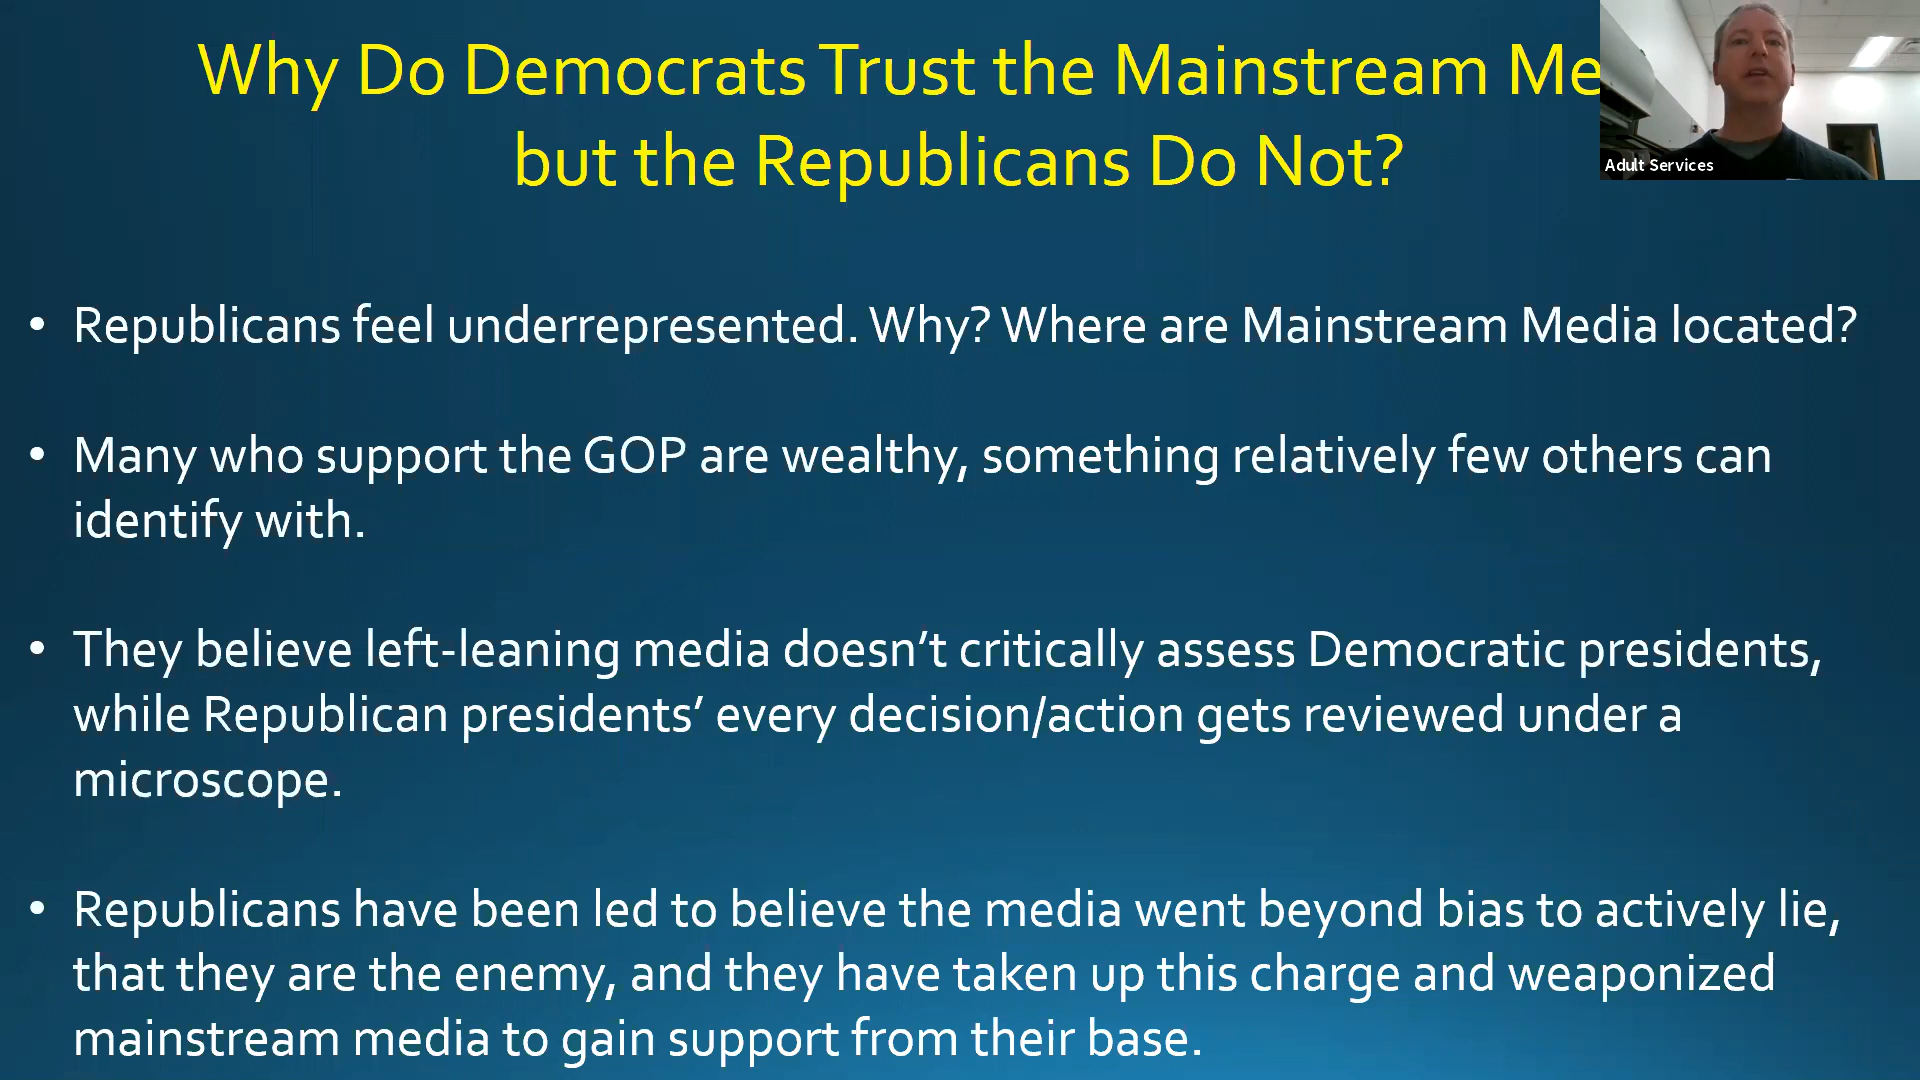 Why Do Democrats Trust the Mainstream Me
but the Republicans Do Not?
Adult Services
• Republicans feel underrepresented. Why? Where are Mainstream Media located?
• Many who support the GOP are wealthy, something relatively few others can
identify with.
• They believe left-leaning media doesn’t critically assess Democratic presidents,
while Republican presidents’ every decision/action gets reviewed under a
microscope.
• Republicans have been led to believe the media went beyond bias to actively lie,
that they are the enemy, and they have taken up this charge and weaponized
mainstream media to gain support from their base.